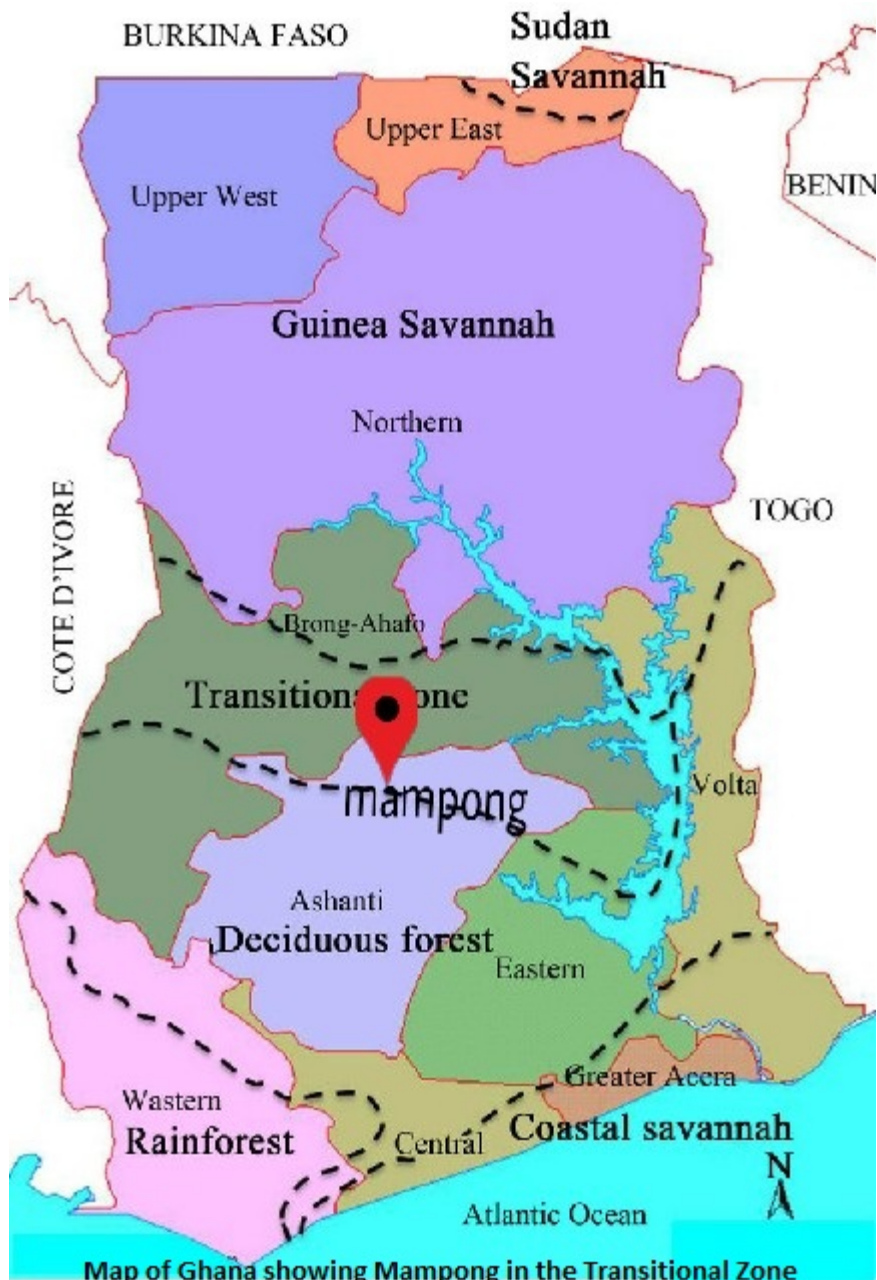 BURKINA FASO
Sudan
Savannah
Upper East
Upper West
BENIN
Guinea Savannah
Northern
TOGO
COTE D'IVORE
Brong-Ahafo
Transitiona one
mampong
Volta
Ashanti
Deciduous forest
Eastern
Greater Accra
Wastern
Rainforest
Central
Coastal savannah
N
Atlantic Ocean
Map of Ghana showing Mampong in the Transitional Zone